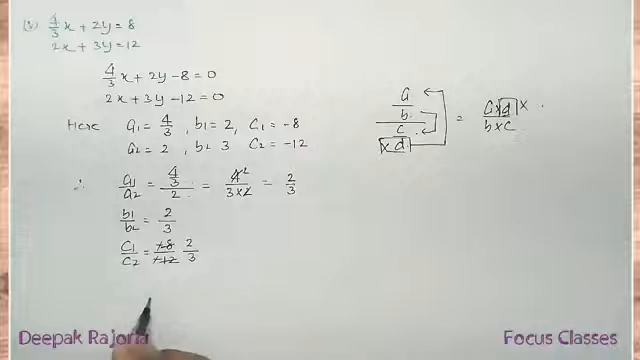 (v) 4/3 x + 2y = 8
2x + 3y = 12
4/3 x + 2y - 8 = 0
2x + 3y - 12 = 0
Here a1 = 4/3, b1 = 2, c1 = -8
a2 = 2, b2 3 c2 = -12
∴ a1/a2 = 4/3/2 = 4 2/3×2 = 2/3
b1/b2 = 2/3
c1/c2 = -8/-12 2/3
a/b/c/×d = a×d/b×c ×
Deepak Rajoria
Focus Classes